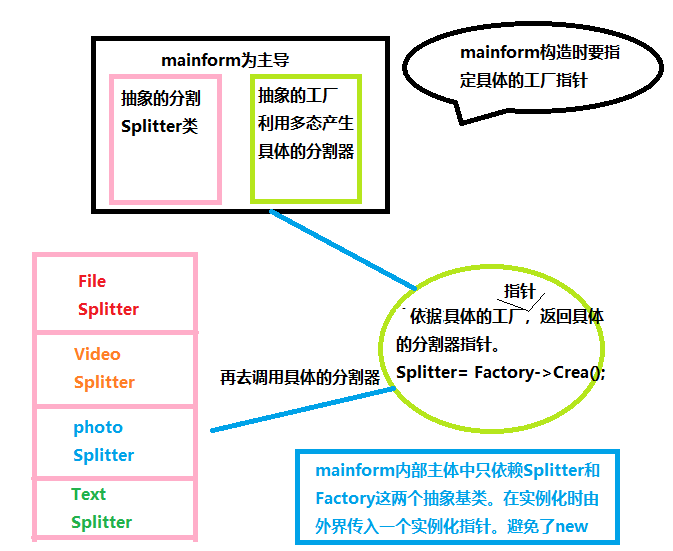 mainform为主导
抽象的分割
Splitter类
抽象的工厂
利用多态产生
具体的分割器
mainform构造时要指
定具体的工厂指针
File
Splitter
Video
Splitter
photo
Splitter
Text
Splitter
再去调用具体的分割器
指针
依据具体的工厂，返回具体
的分割器指针。
Splitter= Factory->Crea();
mainform内部主体中只依赖Splitter和
Factory这两个抽象基类。在实例化时由
外界传入一个实例化指针。避免了new